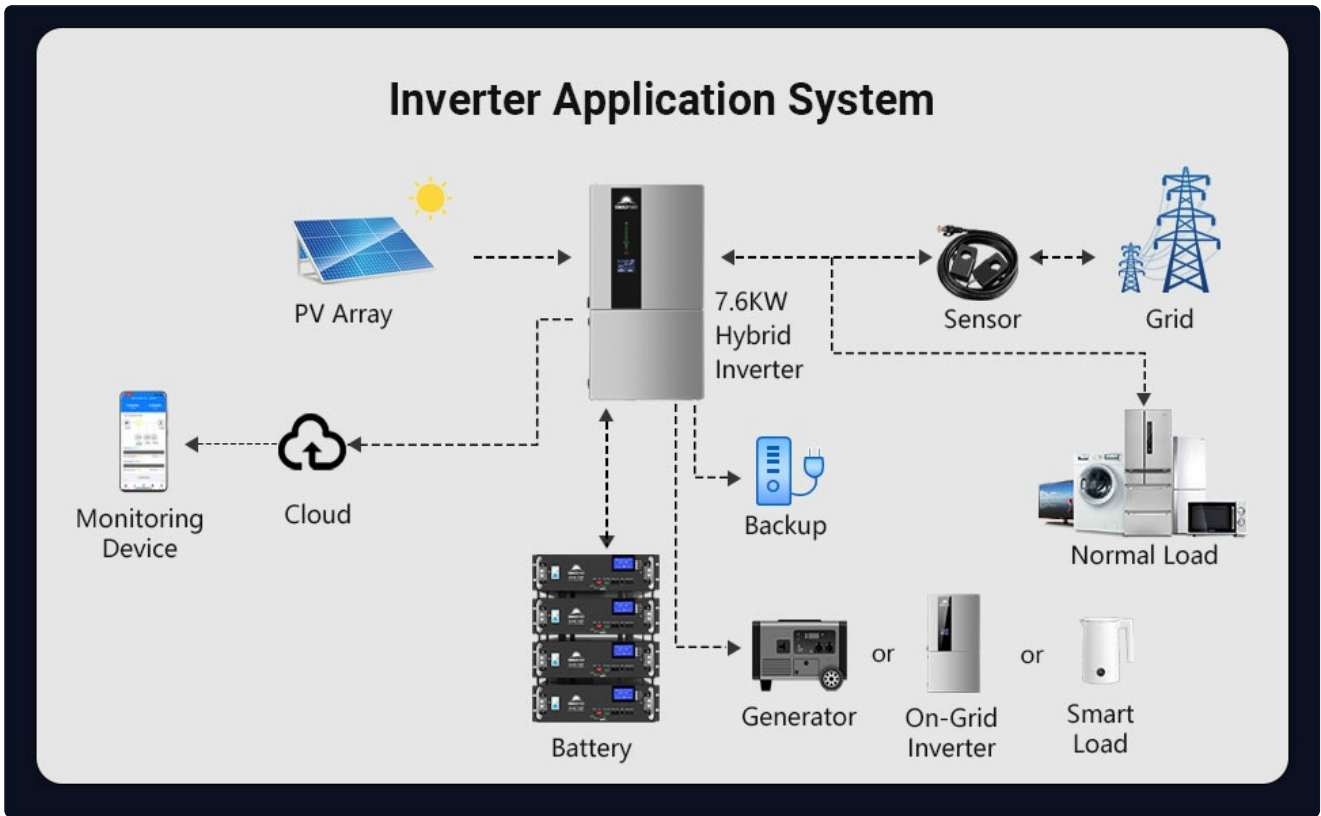 Inverter Application System
PV Array
7.6KW
Hybrid
Inverter
Sensor
Grid
Monitoring
Device
Cloud
Backup
Normal Load
Battery
Generator
or
On-Grid
Inverter
or
Smart
Load